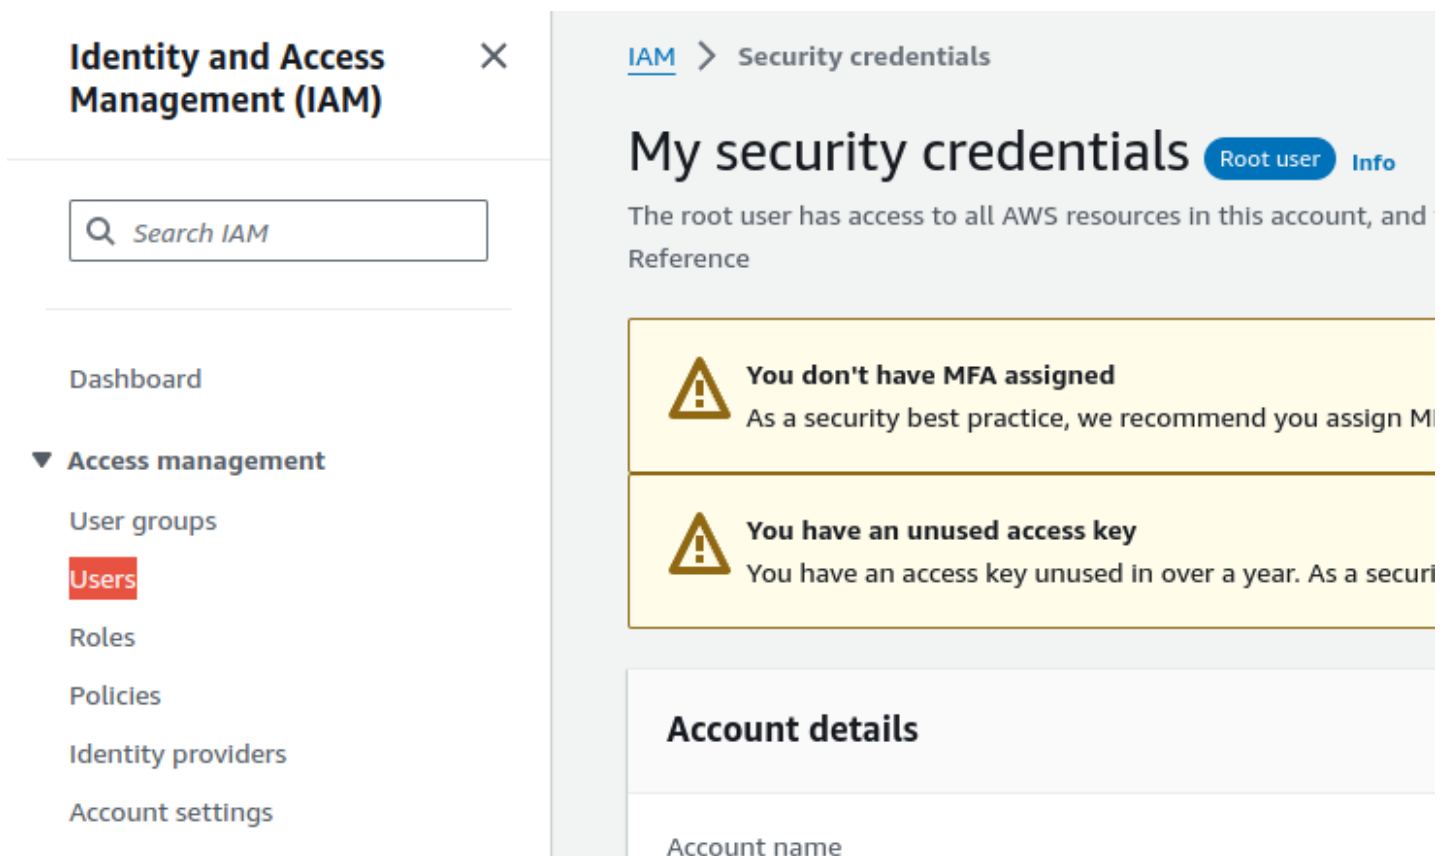 Identity and Access
Management (IAM)
Search IAM
Dashboard
Access management
User groups
Users
Roles
Policies
Identity providers
Account settings
IAM > Security credentials
My security credentials Root user Info
The root user has access to all AWS resources in this account, and
Reference
You don't have MFA assigned
As a security best practice, we recommend you assign
You have an unused access key
You have an access key unused in over a year. As a
Account details
Account name